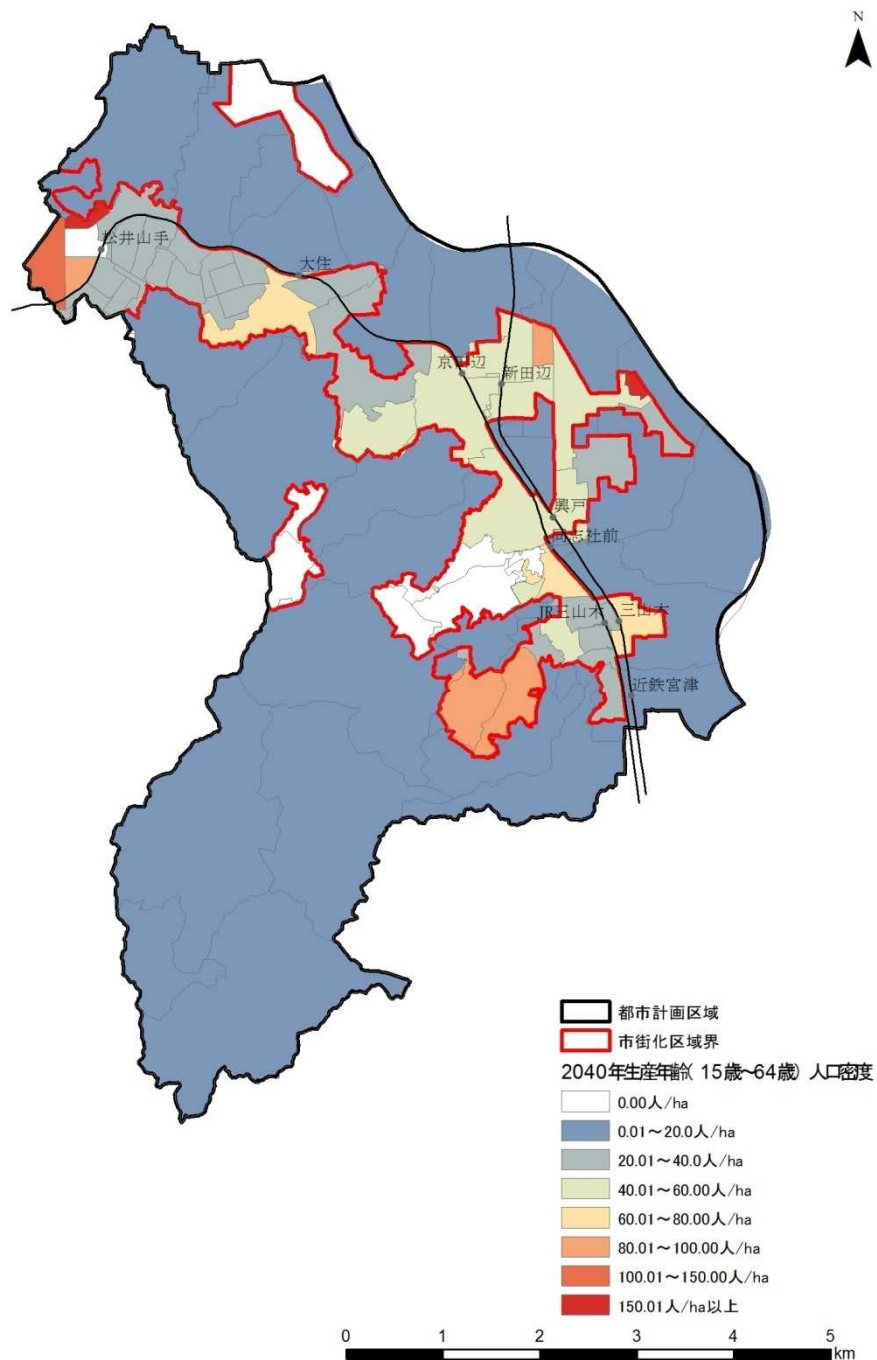 N
松井山手
大住
京田辺
新田辺
興戸
同志社前
JR三山木
三山木
近鉄宮津
都市計画区域
市街化区域界
2040年生産年齢(15歳~64歳)人口密度
0.00人/ha
0.01~20.0人/ha
20.01~40.0人/ha
40.01~60.00人/ha
60.01~80.00人/ha
80.01~100.00人/ha
100.01~150.00人/ha
150.01人/ha以上
0 1 2 3 4 5
km